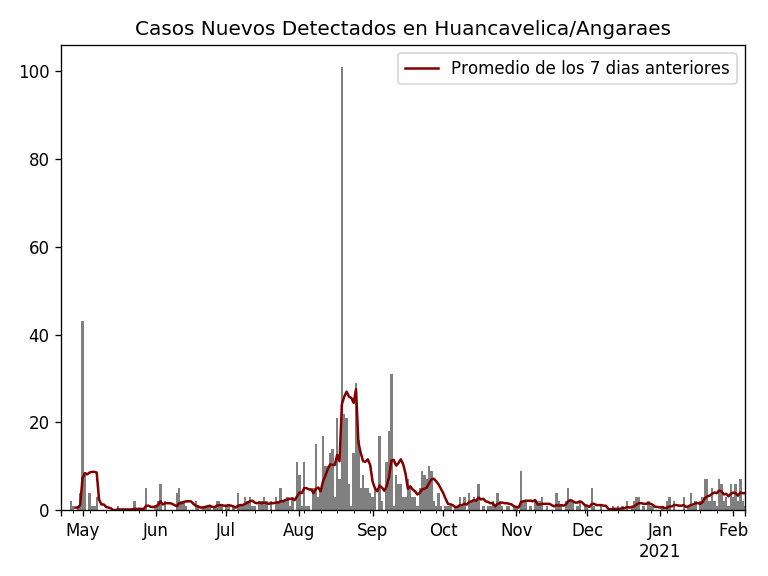 Casos Nuevos Detectados en Huancavelica/Angaraes
Promedio de los 7 dias anteriores
100
80
60
40
20
0
May Jun Jul Aug Sep Oct Nov Dec Jan Feb
2021